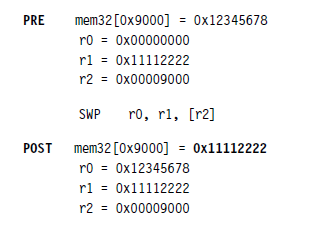 PRE mem32[0x9000] = 0x12345678
r0 = 0x00000000
r1 = 0x11112222
r2 = 0x00009000
SWP r0, r1, [r2]
POST mem32[0x9000] = 0x11112222
r0 = 0x12345678
r1 = 0x11112222
r2 = 0x00009000